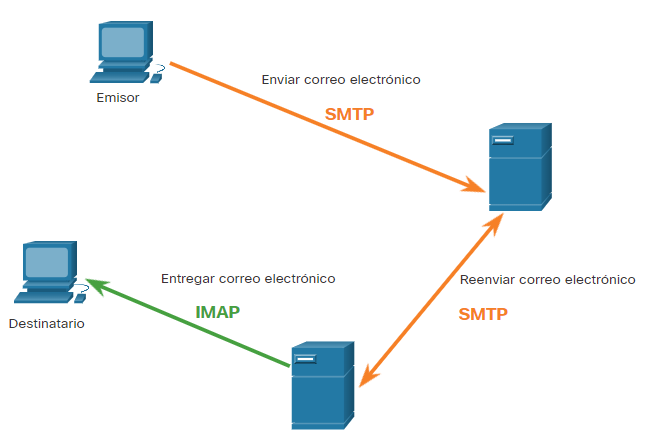 Enviar correo electrónico
SMTP
Emisor
Entregar correo electrónico
IMAP
Reenviar correo electrónico
SMTP
Destinatario